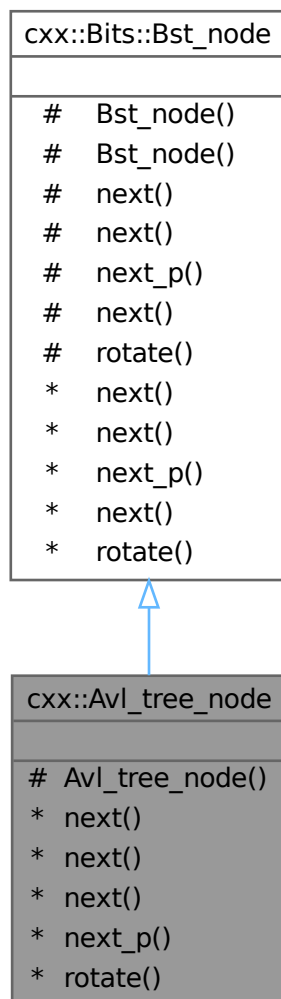 cxx::Bits::Bst_node
# Bst_node()
# Bst_node()
# next()
# next()
# next_p()
# next()
# rotate()
* next()
* next()
* next_p()
* next()
* rotate()
cxx::Avl_tree_node
# Avl_tree_node()
* next()
* next()
* next()
* next_p()
* rotate()